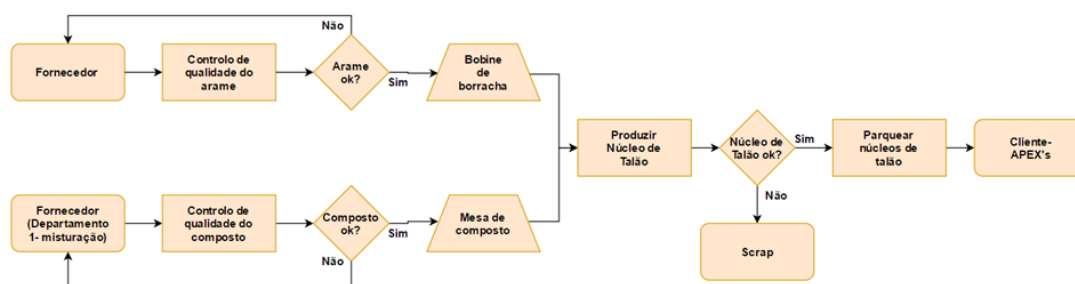 Não
Fornecedor
Controlo de
qualidade do
arame
Arame
ok?
Sim
Bobine
de
borracha
Produzir
Núcleo de
Talão
Núcleo de
Talão ok?
Sim
Parquear
núcleos de
talão
Cliente-
APEX's
Não
Scrap
Fornecedor
(Departamento
1- misturação)
Controlo de
qualidade do
composto
Composto
ok?
Sim
Mesa de
composto
Não